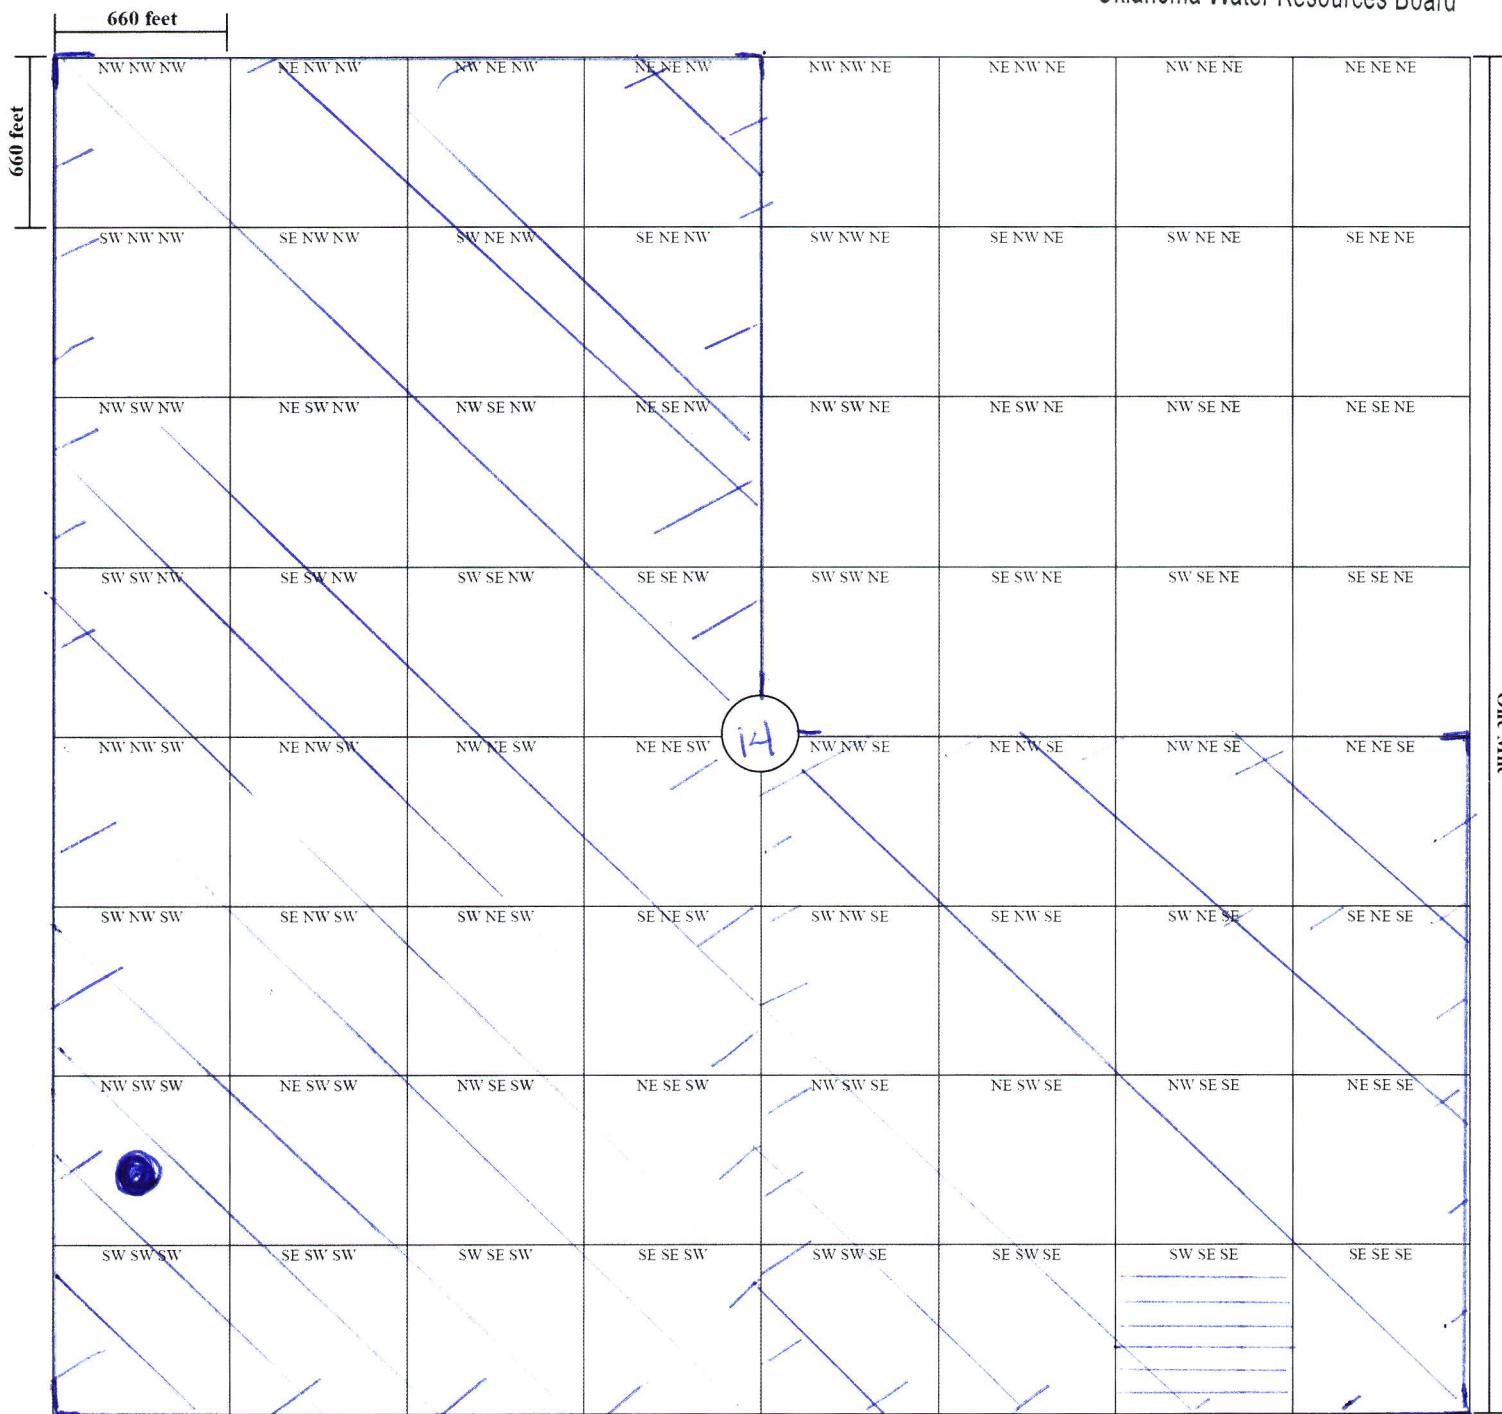 Oklahoma Water Resources Board
660 feet
660 feet
NW NW NW NE NW NW NW NE NW NE NE NW NW NW NE NE NW NE NW NE NE NE NE NE
SW NW NW SE NW NW SW NE NW SE NE NW SW NW NE SE NW NE SW NE NE SE NE NE
NW SW NW NE SW NW NW SE NW NE SE NW NW SW NE NE SW NE NW SE NE NE SE NE
SW SW NW SE SW NW SW SE NW SE SE NW SW SW NE SE SW NE SW SE NE SE SE NE
14
NW NW SW NE NW SW NW NE SW NE NE SW NW NW SE NE NW SE NW NE SE NE NE SE
SW NW SW SE NW SW SW NE SW SE NE SW SW NW SE SE NW SE SW NE SE SE NE SE
NW SW SW NE SW SW NW SE SW NE SE SW NW SW SE NE SW SE NW SE SE NE SE SE
SW SW SW SE SW SW SW SE SW SE SE SW SW SW SE SE SW SE SW SE SE SE SE SE